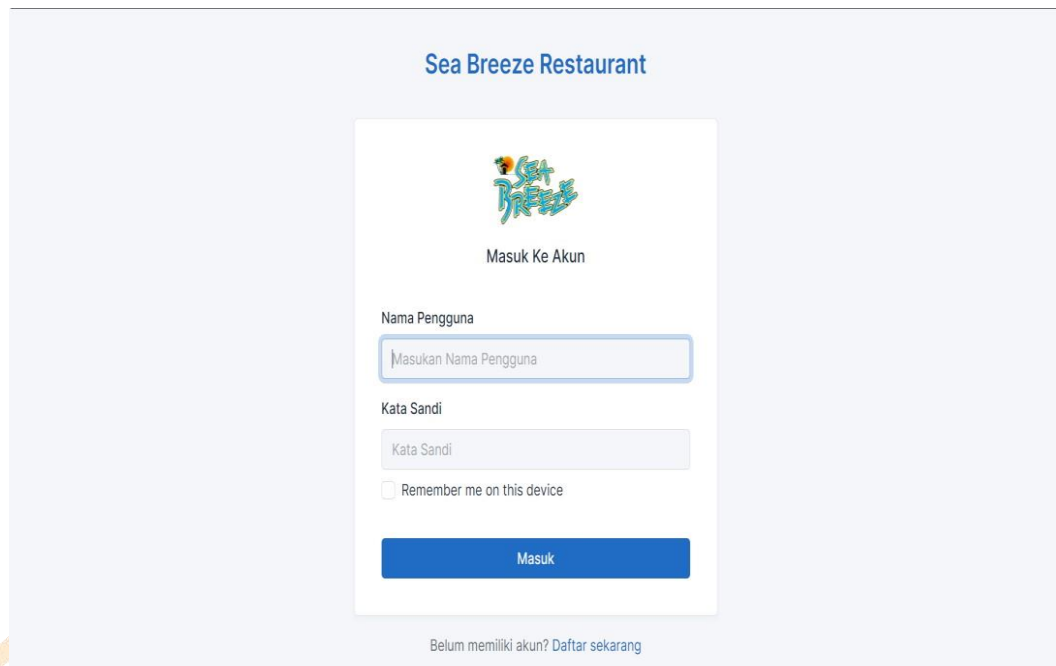 Sea Breeze Restaurant
SEA
BREEZE
Masuk Ke Akun
Nama Pengguna
Masukan Nama Pengguna
Kata Sandi
Kata Sandi
Remember me on this device
Masuk
Belum memiliki akun? Daftar sekarang